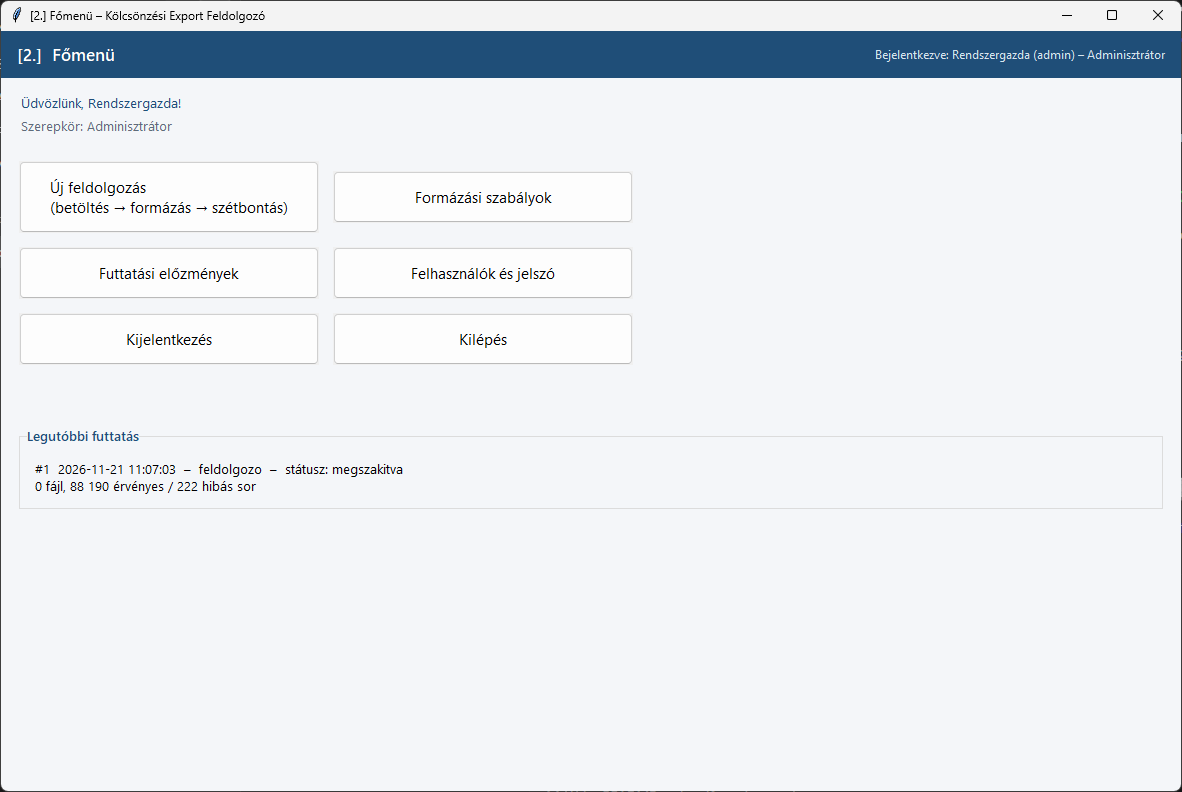 [2.] Főmenü – Kölcsönzési Export Feldolgozó
[2.] Főmenü
Bejelentkezve: Rendszergazda (admin) – Adminisztrátor
Üdvözlünk, Rendszergazda!
Szerepkör: Adminisztrátor
Új feldolgozás
(betöltés → formázás → szétbontás)
Formázási szabályok
Futtatási előzmények
Felhasználók és jelszó
Kijelentkezés
Kilépés
Legutóbbi futtatás
#1 2026-11-21 11:07:03 – feldolgozo – státusz: megszakitva
0 fájl, 88 190 érvényes / 222 hibás sor